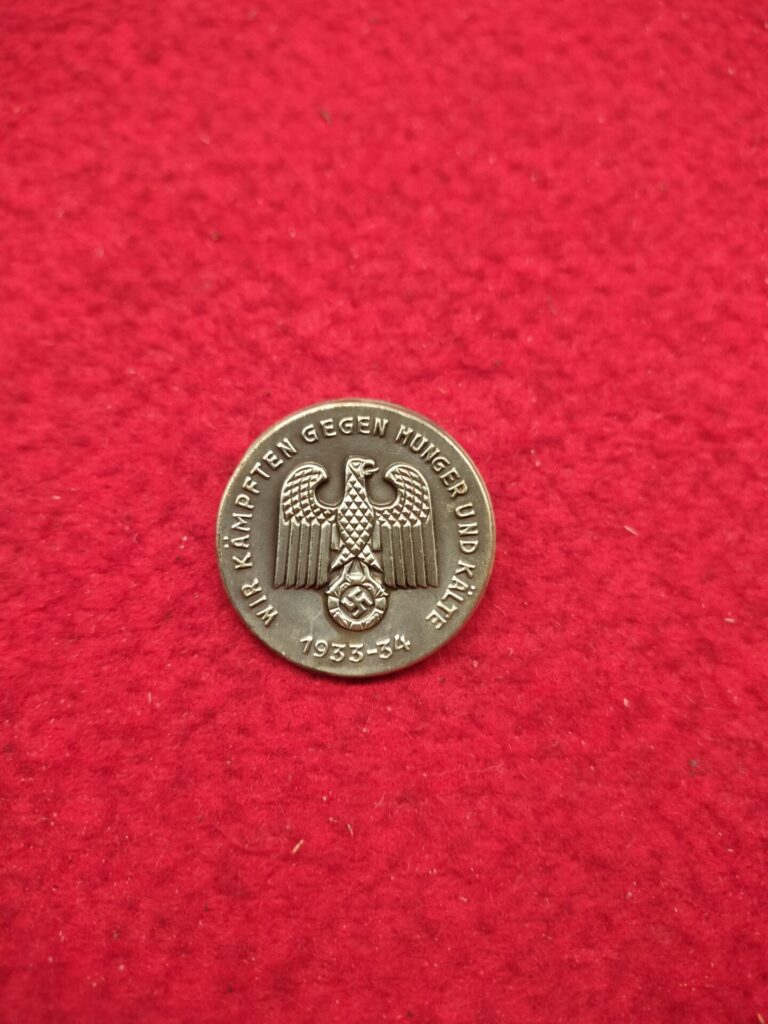 WIR KÄMPFTEN GEGEN HUNGER UND KÄLTE
1933-34